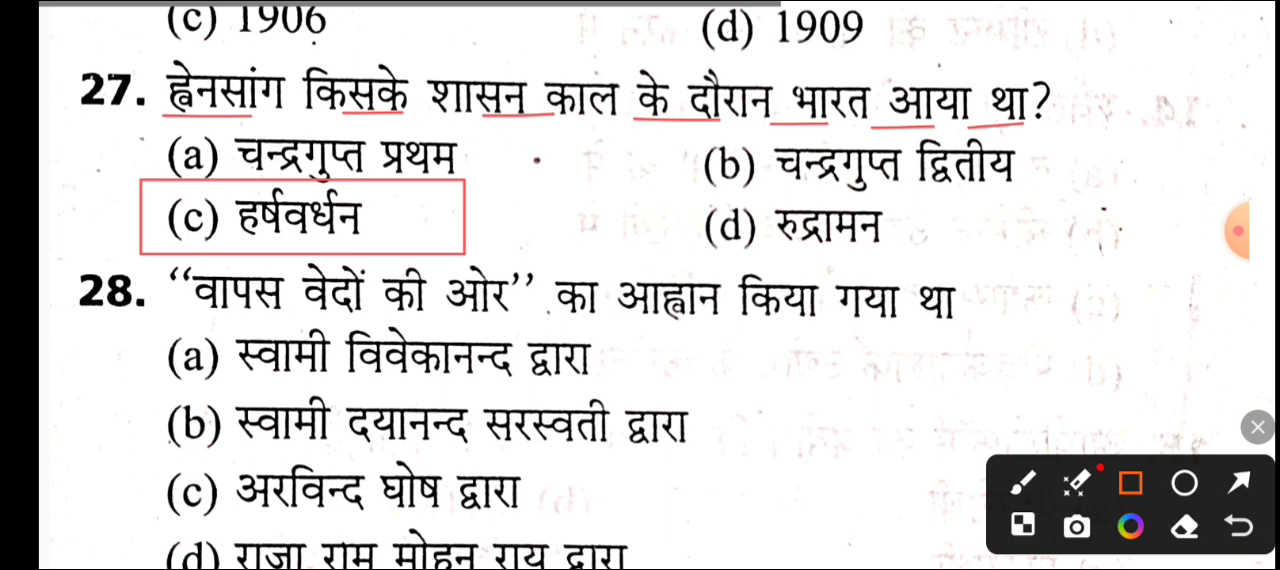 (c) 1906 (d) 1909
27. ह्वेनसांग किसके शासन काल के दौरान भारत आया था?
(a) चन्द्रगुप्त प्रथम (b) चन्द्रगुप्त द्वितीय
(c) हर्षवर्धन (d) रुद्रामन
28. “वापस वेदों की ओर” का आह्वान किया गया था
(a) स्वामी विवेकानन्द द्वारा
(b) स्वामी दयानन्द सरस्वती द्वारा
(c) अरविन्द घोष द्वारा
(d) राजा राम मोहन राय द्वारा